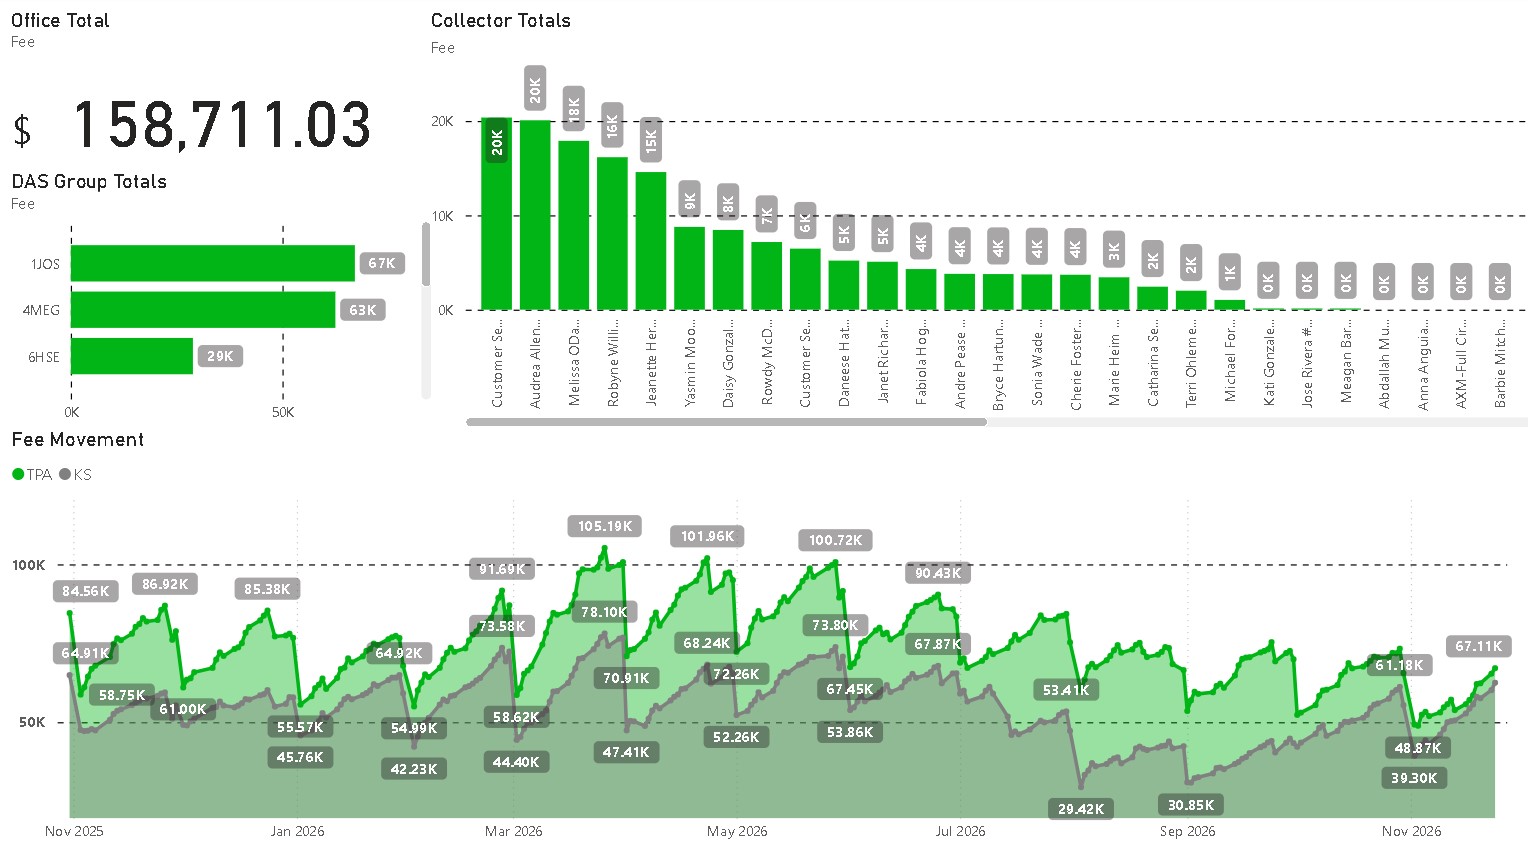 Office Total
Fee
$ 158,711.03
DAS Group Totals
Fee
1JOS 67K
4MEG 63K
6HSE 29K
0K 50K
Collector Totals
Fee
20K
10K
0K
20K 20K 18K 16K 15K 9K 8K 7K 6K 5K 5K 4K 4K 4K 4K 4K 3K 2K 2K 1K 0K 0K 0K 0K 0K 0K 0K
Customer Se...
Audrea Allen...
Melissa ODa...
Robyne Willi...
Jeanette Her...
Yasmin Moo...
Daisy Gonzal...
Rowdy McD...
Customer Se...
Daneese Hat...
Janet Richar...
Fabiola Hog...
Andre Pease ...
Bryce Hartun...
Sonia Wade ...
Cherie Foster...
Marie Heim ...
Catharina Se...
Terri Ohleme...
Michael For...
Kati Gonzale...
Jose Rivera #...
Meagan Bar...
Abdallah Mu...
Anna Anguia...
AXM-Full Cir...
Barbie Mitch...
Fee Movement
TPA KS
100K
50K
84.56K 86.92K 85.38K 64.92K 91.69K 105.19K 101.96K 100.72K 90.43K 61.18K 67.11K
64.91K 73.58K 78.10K 68.24K 73.80K 67.87K 53.41K
58.75K 61.00K 55.57K 54.99K 58.62K 70.91K 72.26K 67.45K 48.87K
45.76K 42.23K 44.40K 47.41K 52.26K 53.86K 29.42K 30.85K 39.30K
Nov 2025 Jan 2026 Mar 2026 May 2026 Jul 2026 Sep 2026 Nov 2026